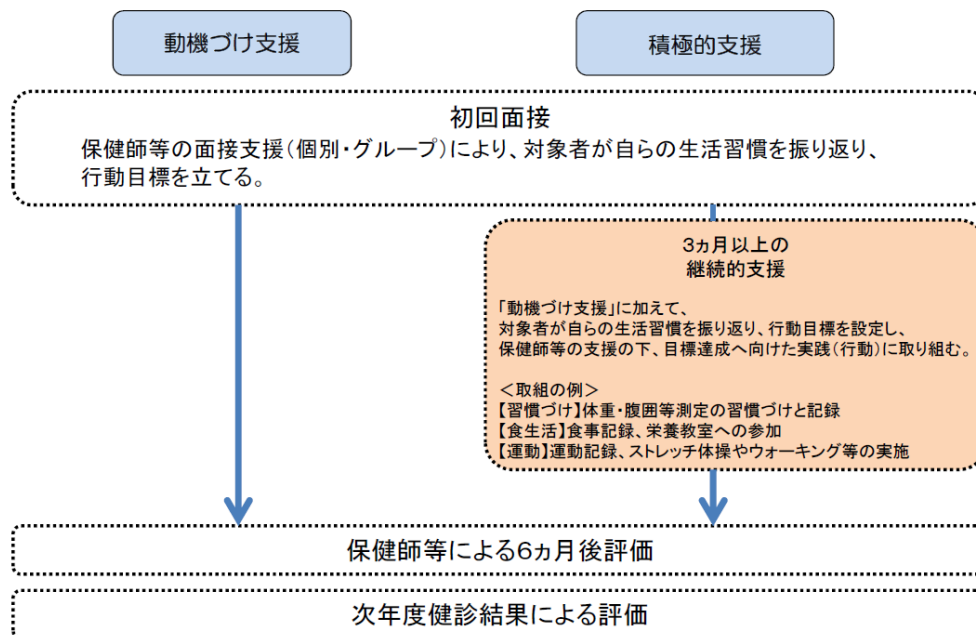 動機づけ支援
積極的支援
初回面接
保健師等の面接支援(個別・グループ)により、対象者が自らの生活習慣を振り返り、
行動目標を立てる。
3ヵ月以上の
継続的支援
「動機づけ支援」に加えて、
対象者が自らの生活習慣を振り返り、行動目標を設定し、
保健師等の支援の下、目標達成へ向けた実践(行動)に取り組む。
<取組の例>
【習慣づけ】体重・腹囲等測定の習慣づけと記録
【食生活】食事記録、栄養教室への参加
【運動】運動記録、ストレッチ体操やウォーキング等の実施
保健師等による6ヵ月後評価
次年度健診結果による評価